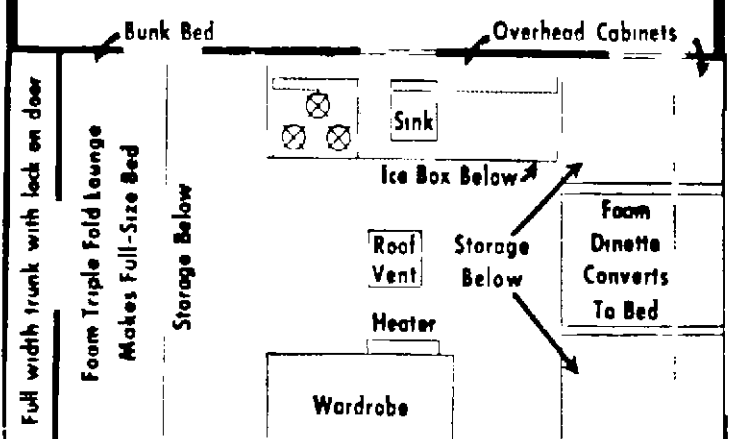 Bunk Bed
Overhead Cabinets
Full width trunk with lock on door
Foam Triple Fold Lounge
Makes Full-Size Bed
Storage Below
Sink
Ice Box Below
Roof
Vent
Storage
Below
Foam
Dinette
Converts
To Bed
Heater
Wardrobe